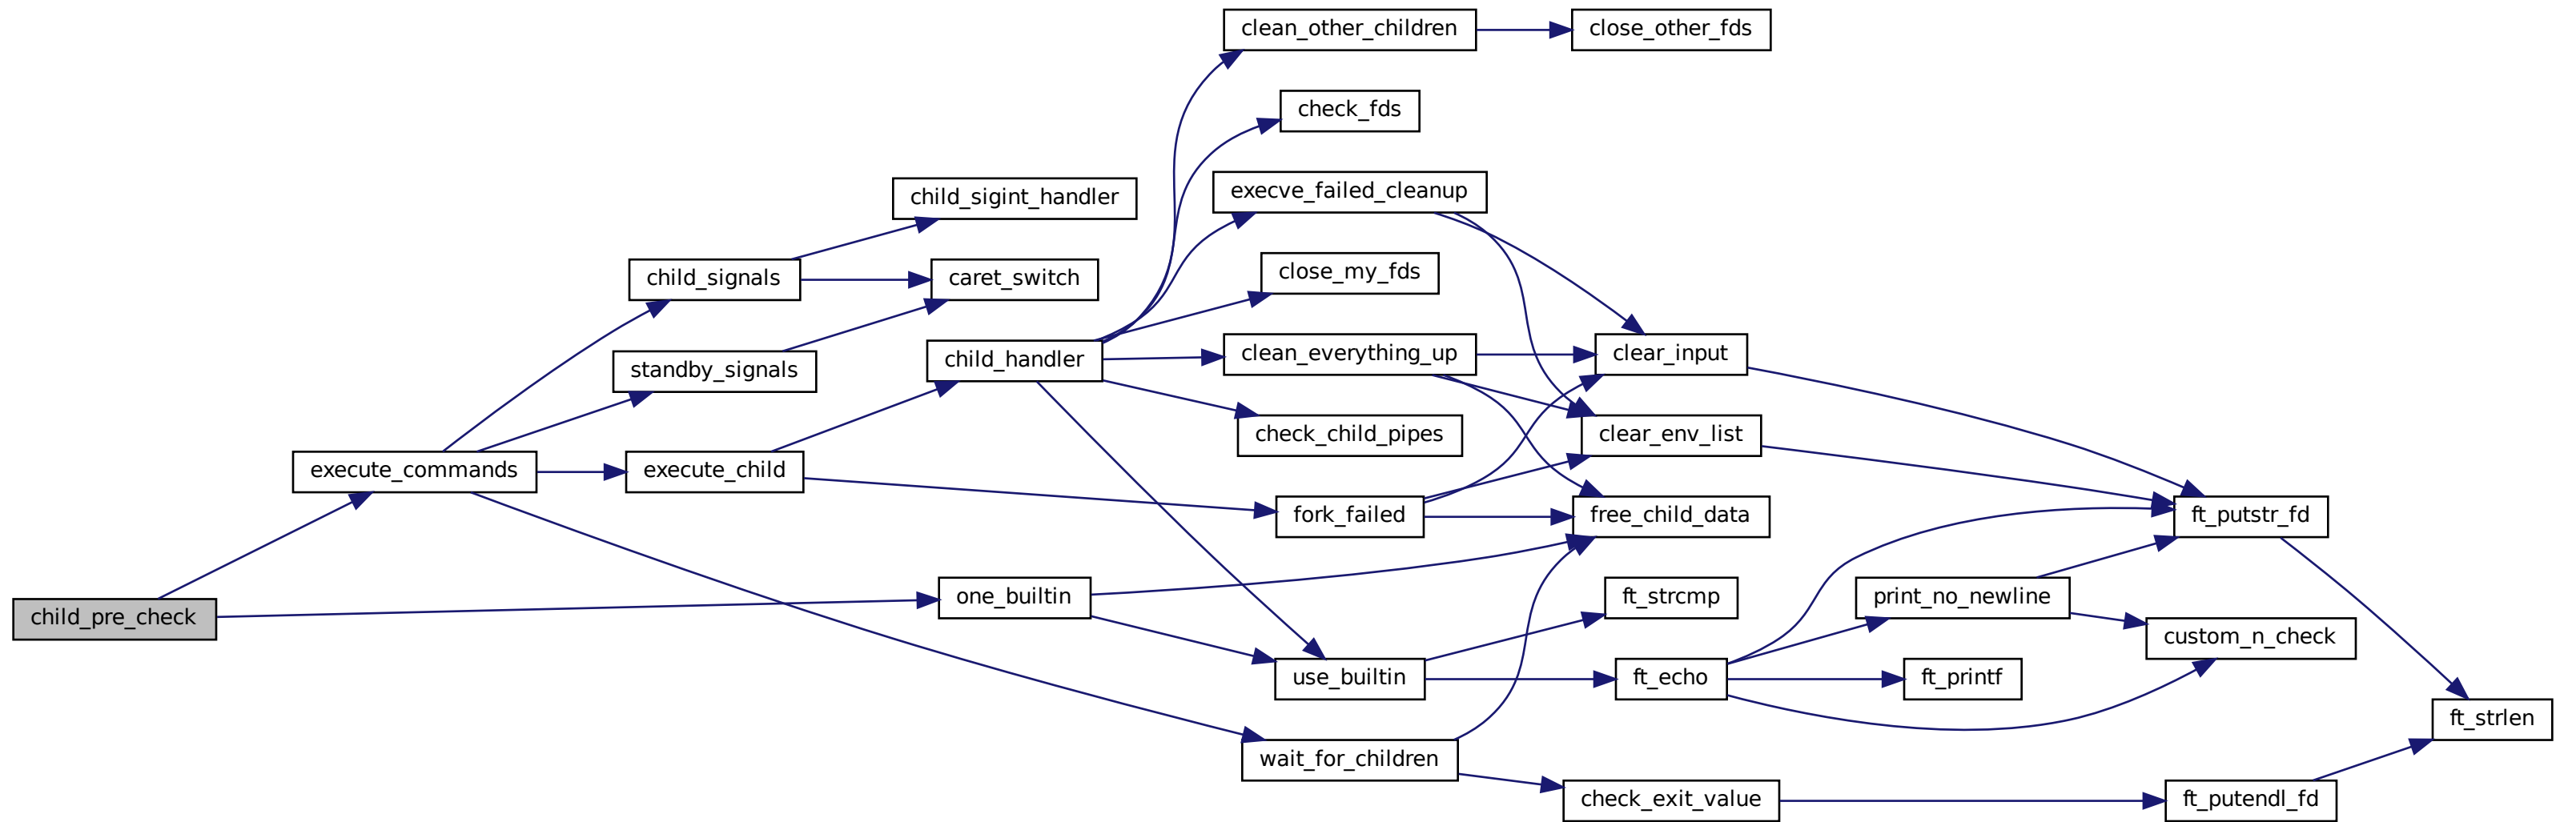 clean_other_children
close_other_fds
check_fds
child_sigint_handler
execve_failed_cleanup
child_signals
caret_switch
close_my_fds
standby_signals
child_handler
clean_everything_up
clear_input
execute_commands
execute_child
check_child_pipes
clear_env_list
fork_failed
free_child_data
ft_putstr_fd
child_pre_check
one_builtin
ft_strcmp
print_no_newline
custom_n_check
use_builtin
ft_echo
ft_printf
ft_strlen
wait_for_children
check_exit_value
ft_putendl_fd